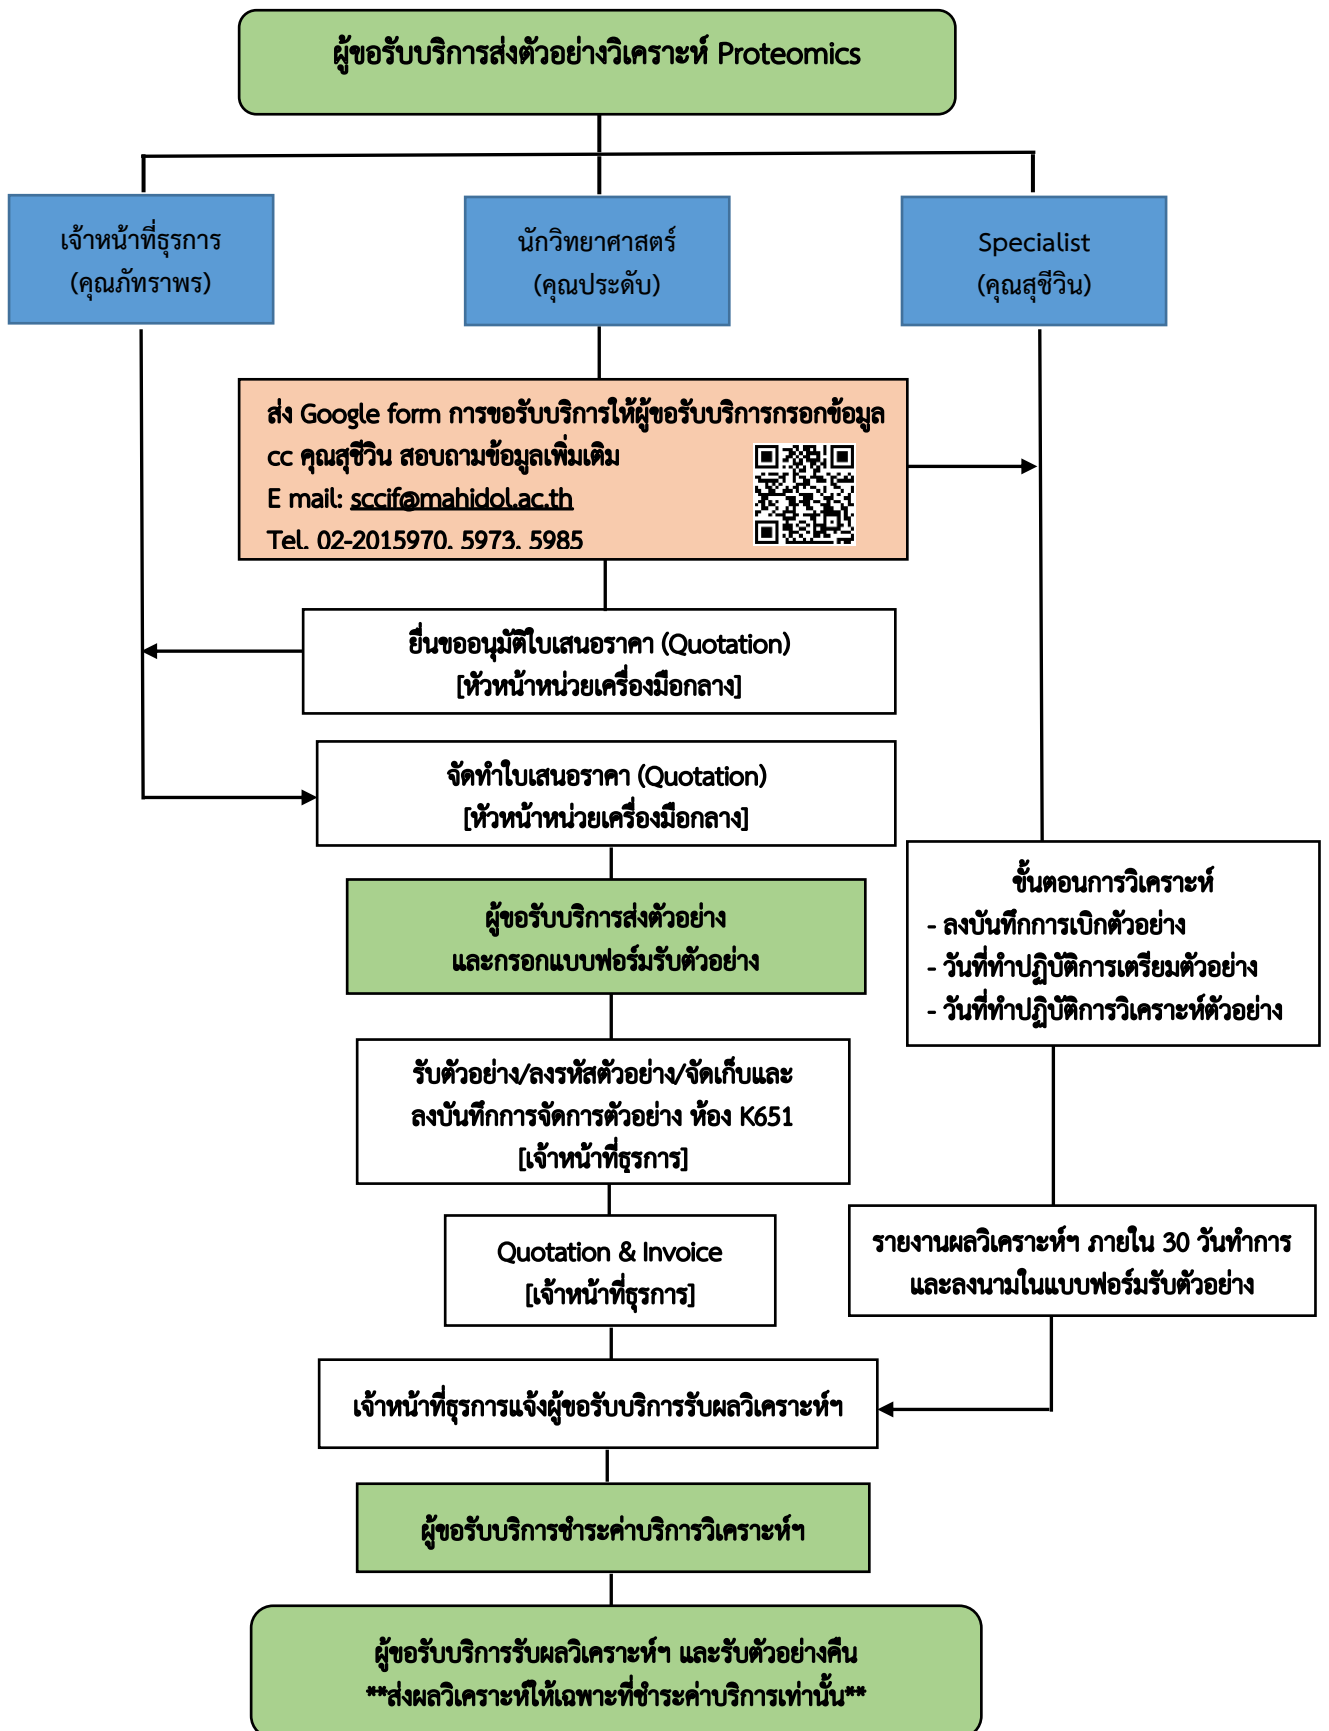 ผู้ขอรับบริการส่งตัวอย่างวิเคราะห์ Proteomics
เจ้าหน้าที่ธุรการ
(คุณภัทราพร)
นักวิทยาศาสตร์
(คุณประดับ)
Specialist
(คุณสุชีวิน)
ส่ง Google form การขอรับบริการให้ผู้ขอรับบริการกรอกข้อมูล
cc คุณสุชีวิน สอบถามข้อมูลเพิ่มเติม
E mail: sccif@mahidol.ac.th
Tel. 02-2015970, 5973, 5985
ยื่นขออนุมัติใบเสนอราคา (Quotation)
[หัวหน้าหน่วยเครื่องมือกลาง]
จัดทำใบเสนอราคา (Quotation)
[หัวหน้าหน่วยเครื่องมือกลาง]
ขั้นตอนการวิเคราะห์
- ลงบันทึกการเบิกตัวอย่าง
- วันที่ทำปฏิบัติการเตรียมตัวอย่าง
- วันที่ทำปฏิบัติการวิเคราะห์ตัวอย่าง
ผู้ขอรับบริการส่งตัวอย่าง
และกรอกแบบฟอร์มรับตัวอย่าง
รับตัวอย่าง/ลงรหัสตัวอย่าง/จัดเก็บและ
ลงบันทึกการจัดการตัวอย่าง ห้อง K651
[เจ้าหน้าที่ธุรการ]
Quotation & Invoice
[เจ้าหน้าที่ธุรการ]
รายงานผลวิเคราะห์ฯ ภายใน 30 วันทำการ
และลงนามในแบบฟอร์มรับตัวอย่าง
เจ้าหน้าที่ธุรการแจ้งผู้ขอรับบริการรับผลวิเคราะห์ฯ
ผู้ขอรับบริการชำระค่าบริการวิเคราะห์ฯ
ผู้ขอรับบริการรับผลวิเคราะห์ฯ และรับตัวอย่างคืน
**ส่งผลวิเคราะห์ให้เฉพาะที่ชำระค่าบริการเท่านั้น**